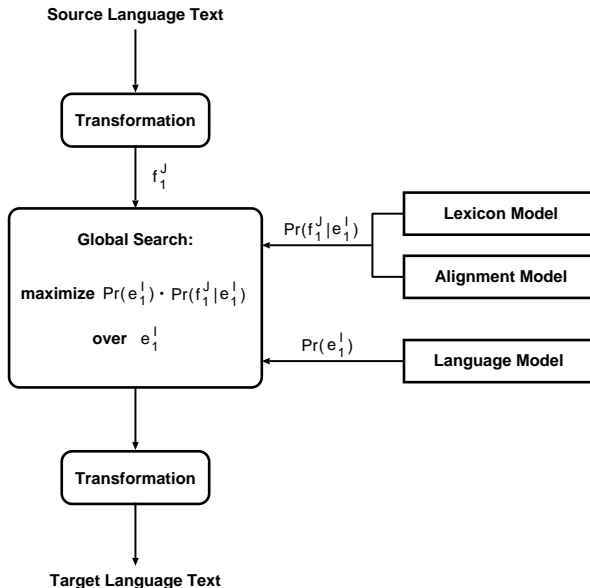 Source Language Text
Transformation
f_1^J
Global Search:
maximize Pr(e_1^I) · Pr(f_1^J|e_1^I)
over e_1^I
Pr(f_1^J|e_1^I)
Lexicon Model
Alignment Model
Pr(e_1^I)
Language Model
Transformation
Target Language Text